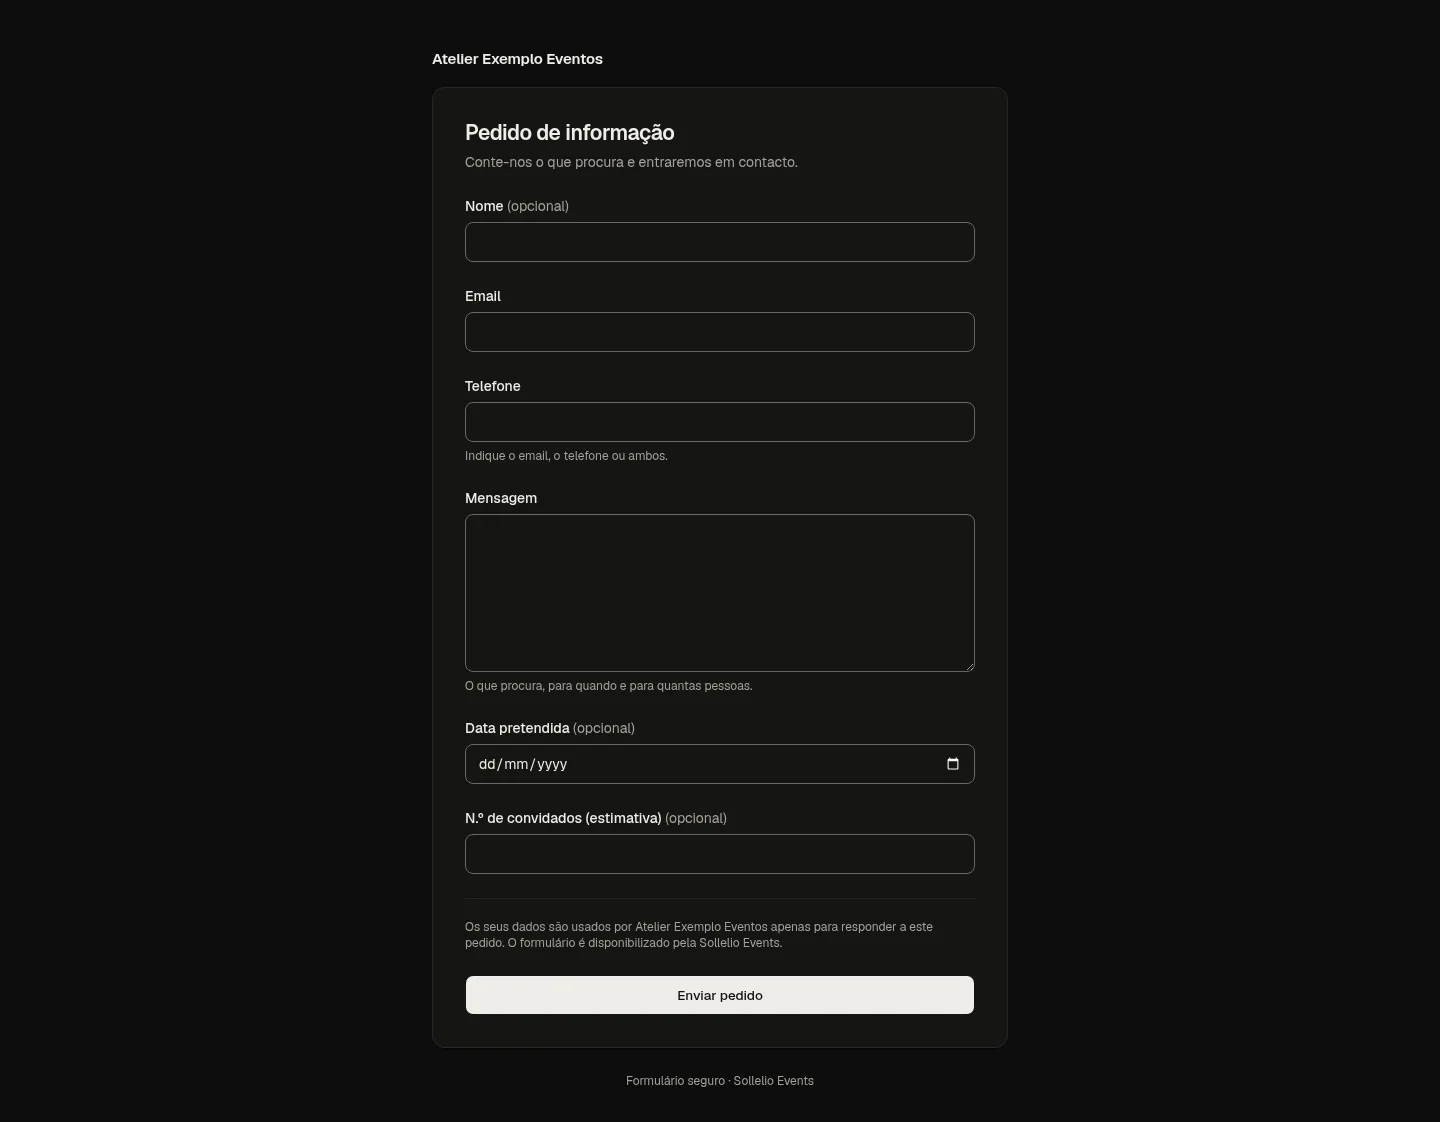 Atelier Exemplo Eventos
Pedido de informação
Conte-nos o que procura e entraremos em contacto.
Nome (opcional)
Email
Telefone
Indique o email, o telefone ou ambos.
Mensagem
O que procura, para quando e para quantas pessoas.
Data pretendida (opcional)
dd/mm/yyyy
N.º de convidados (estimativa) (opcional)
Os seus dados são usados por Atelier Exemplo Eventos apenas para responder a este
pedido. O formulário é disponibilizado pela Sollelio Events.
Enviar pedido
Formulário seguro · Sollelio Events